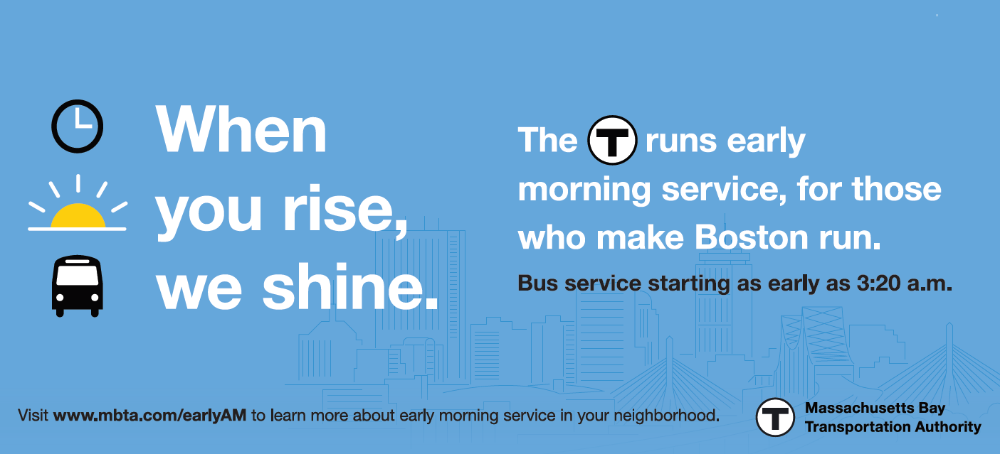 When
you rise,
we shine.
The T runs early
morning service, for those
who make Boston run.
Bus service starting as early as 3:20 a.m.
Visit www.mbta.com/earlyAM to learn more about early morning service in your neighborhood.
T
Massachusetts Bay
Transportation Authority